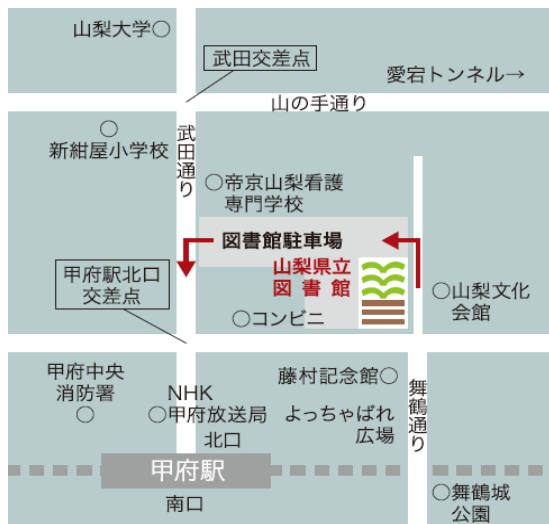 山梨大学○
武田交差点
愛宕トンネル→
山の手通り
○
新紺屋小学校
武田通り
○帝京山梨看護
専門学校
図書館駐車場
山梨県立
図書館
甲府駅北口
交差点
○山梨文化
会館
○コンビニ
甲府中央
消防署
○
NHK
○甲府放送局
北口
藤村記念館○
よっちゃばれ
広場
舞鶴通り
甲府駅
南口
○舞鶴城
公園